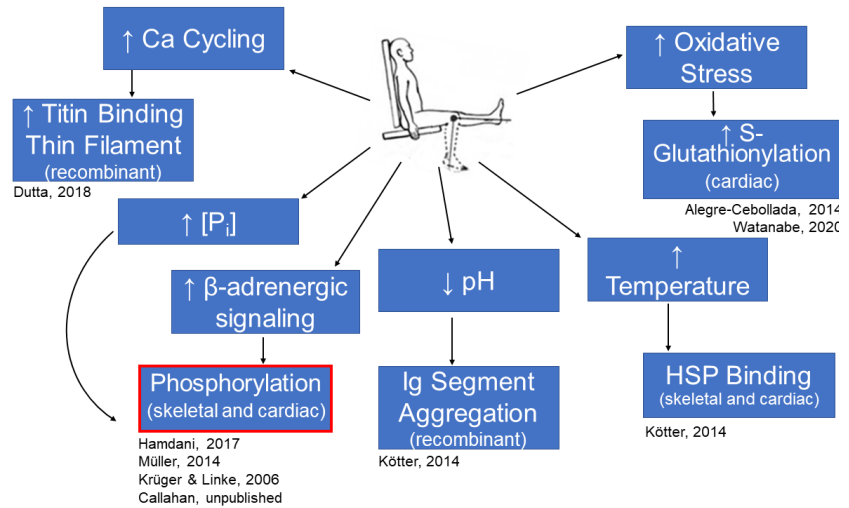 ↑ Ca Cycling
↑ Titin Binding
Thin Filament
(recombinant)
Dutta, 2018
↑ [Pi]
↑ β-adrenergic
signaling
Phosphorylation
(skeletal and cardiac)
Hamdani, 2017
Müller, 2014
Krüger & Linke, 2006
Callahan, unpublished
↓ pH
Ig Segment
Aggregation
(recombinant)
Kötter, 2014
↑
Temperature
HSP Binding
(skeletal and cardiac)
Kötter, 2014
↑ Oxidative
Stress
↑ S-
Glutathionylation
(cardiac)
Alegre-Cebollada, 2014
Watanabe, 2020